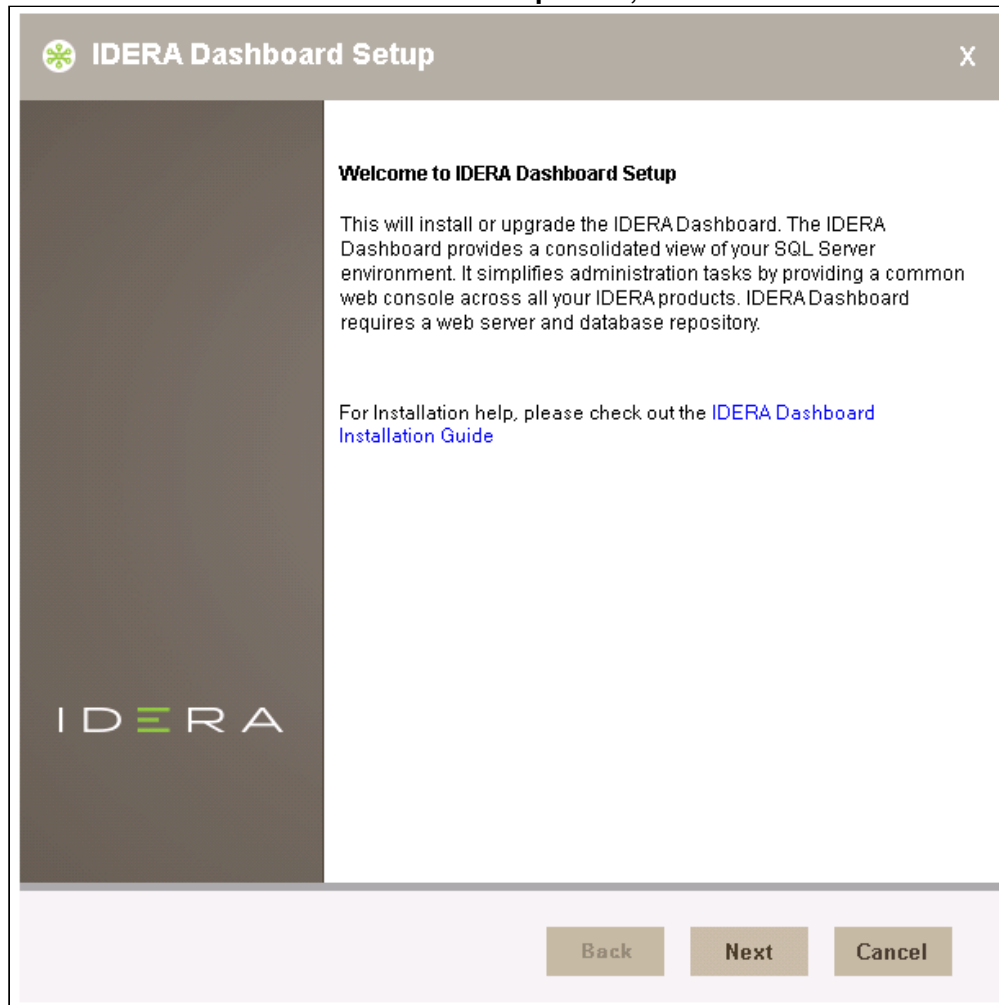 IDERA Dashboard Setup
X
Welcome to IDERA Dashboard Setup
This will install or upgrade the IDERA Dashboard. The IDERA
Dashboard provides a consolidated view of your SQL Server
environment. It simplifies administration tasks by providing a common
web console across all your IDERA products. IDERA Dashboard
requires a web server and database repository.
For Installation help, please check out the IDERA Dashboard
Installation Guide
IDERA
Back
Next
Cancel